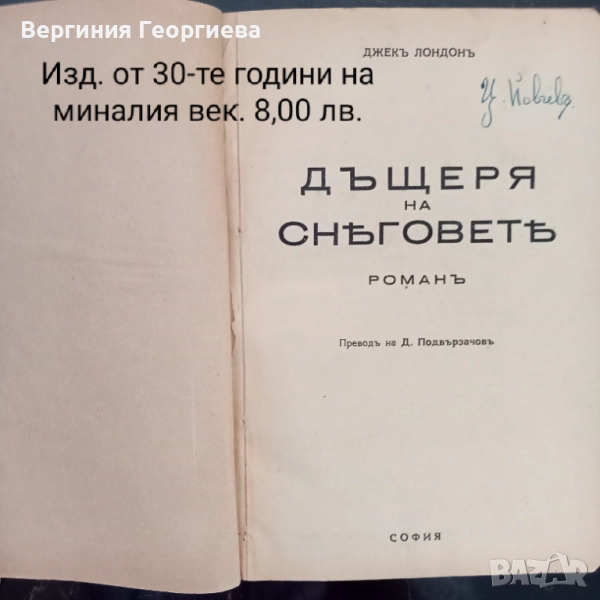 Вергиния Георгиева
Изд. от 30-те години на
миналия век. 8,00 лв.
ДЖЕКЪ ЛОНДОНЪ
ДЪЩЕРЯ
НА
СНѢГОВЕТѢ
РОМАНЪ
Преводъ на Д. Подвързачовъ
СОФИЯ
BAZAR